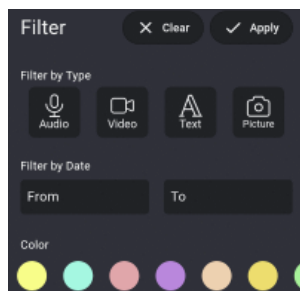 Filter Clear Apply
Filter by Type
Audio Video Text Picture
Filter by Date
From To
Color